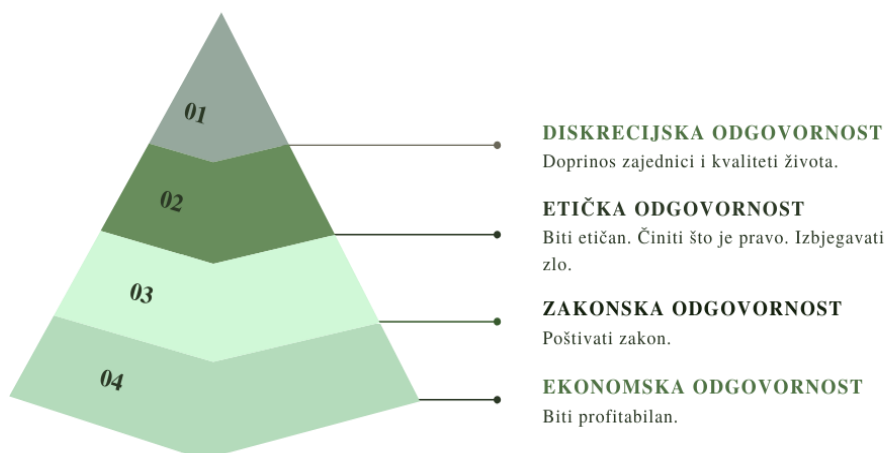 01
DISKRECIJSKA ODGOVORNOST
Doprinos zajednici i kvaliteti života.
02
ETIČKA ODGOVORNOST
Biti etičan. Činiti što je pravo. Izbjegavati
zlo.
03
ZAKONSKA ODGOVORNOST
Poštivati zakon.
04
EKONOMSKA ODGOVORNOST
Biti profitabilan.